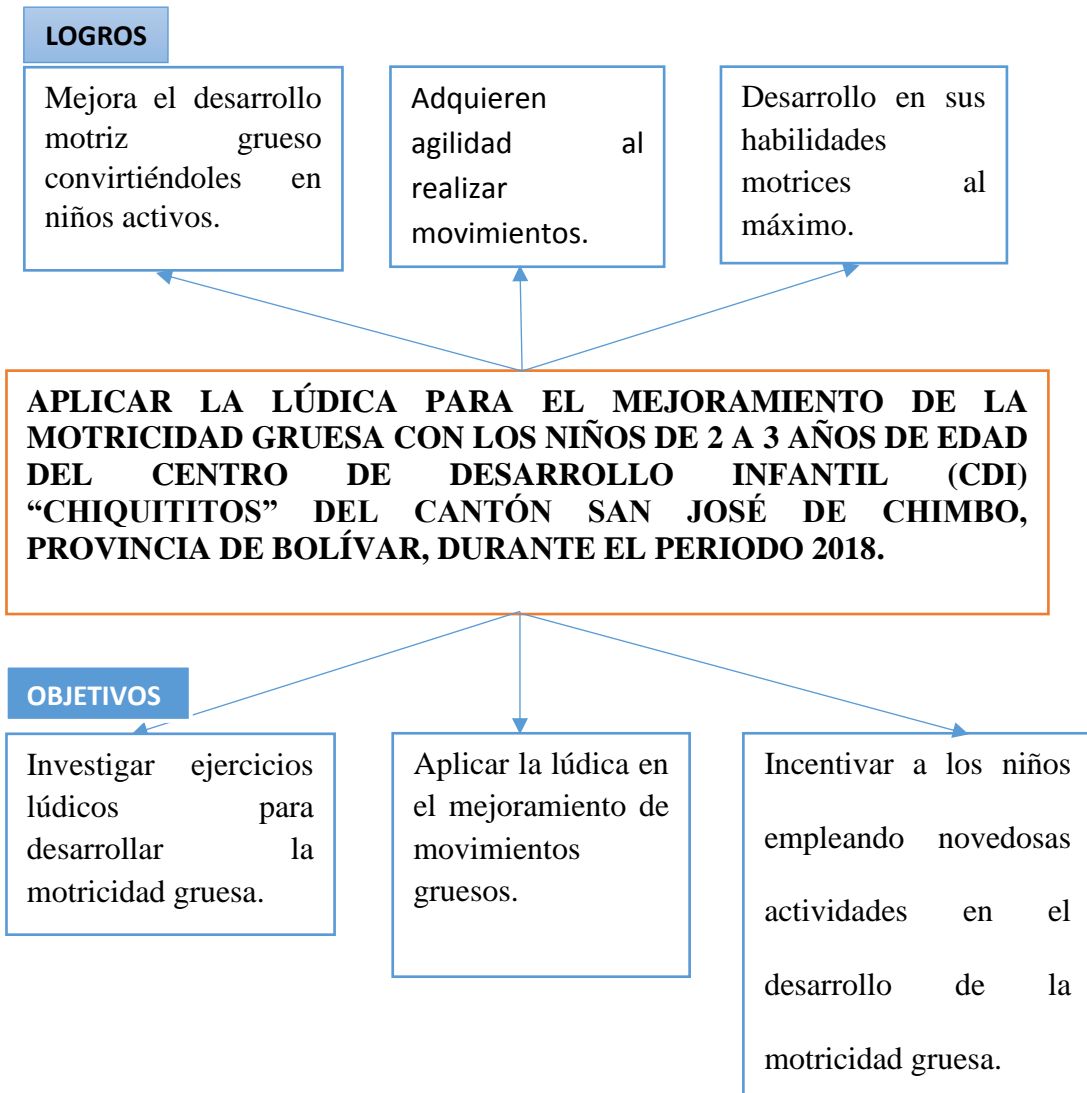 LOGROS
Mejora el desarrollo
motriz grueso
convirtiéndoles en
niños activos.
Adquieren
agilidad al
realizar
movimientos.
Desarrollo en sus
habilidades
motrices al
máximo.
APLICAR LA LÚDICA PARA EL MEJORAMIENTO DE LA
MOTRICIDAD GRUESA CON LOS NIÑOS DE 2 A 3 AÑOS DE EDAD
DEL CENTRO DE DESARROLLO INFANTIL (CDI)
“CHIQUITITOS” DEL CANTÓN SAN JOSÉ DE CHIMBO,
PROVINCIA DE BOLÍVAR, DURANTE EL PERIODO 2018.
OBJETIVOS
Investigar ejercicios
lúdicos para
desarrollar la
motricidad gruesa.
Aplicar la lúdica en
el mejoramiento de
movimientos
gruesos.
Incentivar a los niños
empleando novedosas
actividades en el
desarrollo de la
motricidad gruesa.